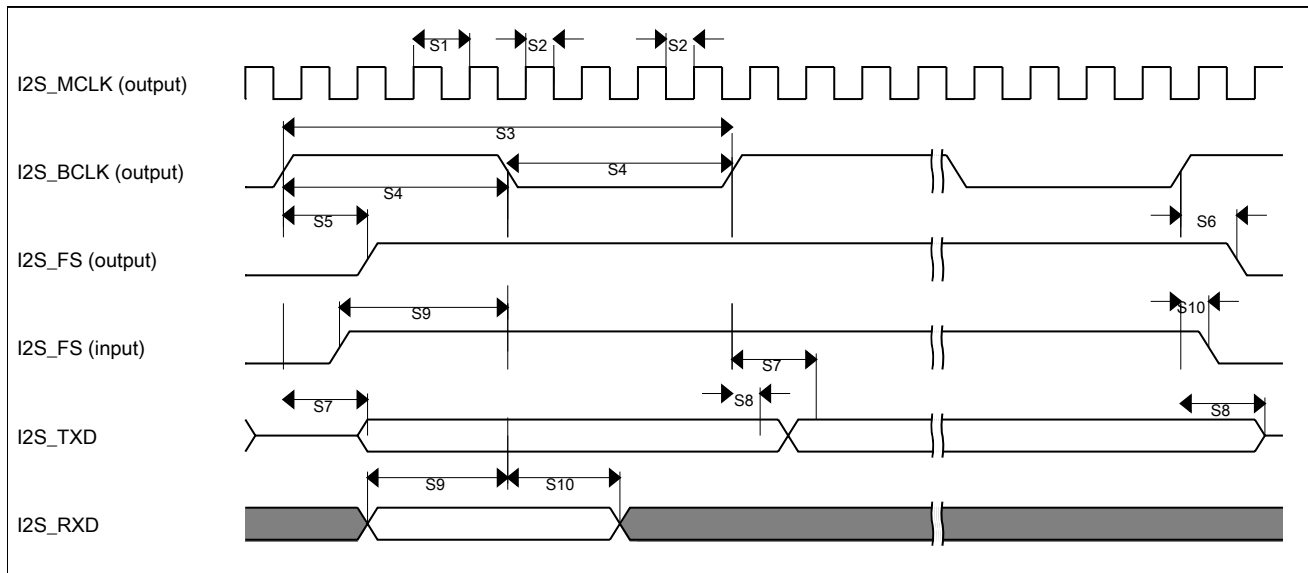 S1
S2
S2
I2S_MCLK (output)
S3
I2S_BCLK (output)
S4
S4
S5
S6
I2S_FS (output)
S9
S10
I2S_FS (input)
S7
S7
S8
S8
I2S_TXD
S9
S10
I2S_RXD